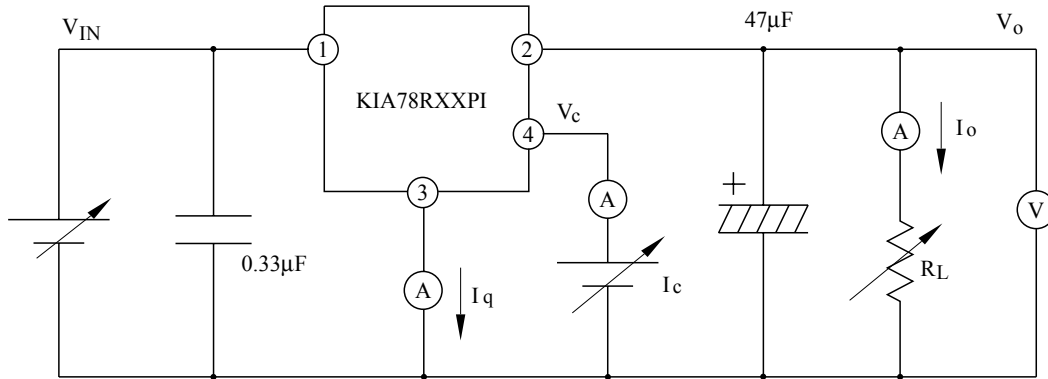 V_IN
47μF
V_o
1
2
KIA78RXXPI
V_c
4
A
I_o
3
A
+
V
0.33μF
A
I_q
I_c
R_L